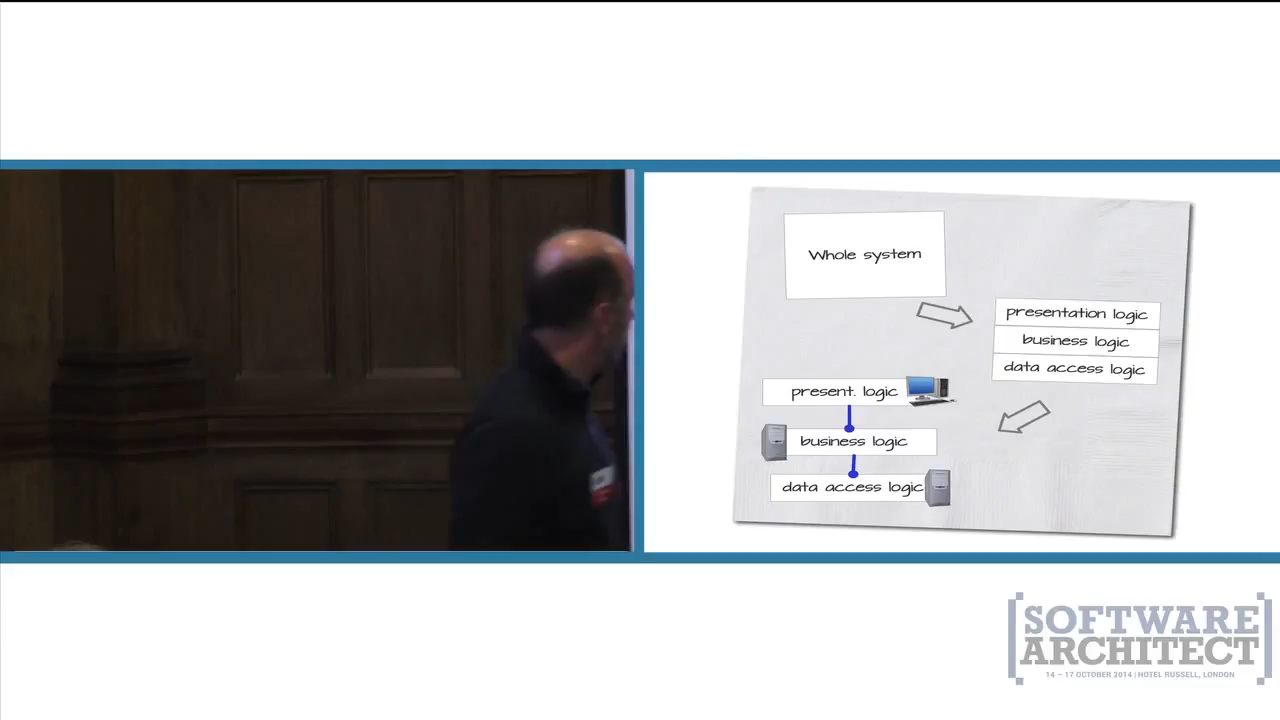 Whole system
presentation logic
business logic
data access logic
present. logic
business logic
data access logic
SOFTWARE
ARCHITECT
14 – 17 OCTOBER 2014 | HOTEL RUSSELL, LONDON